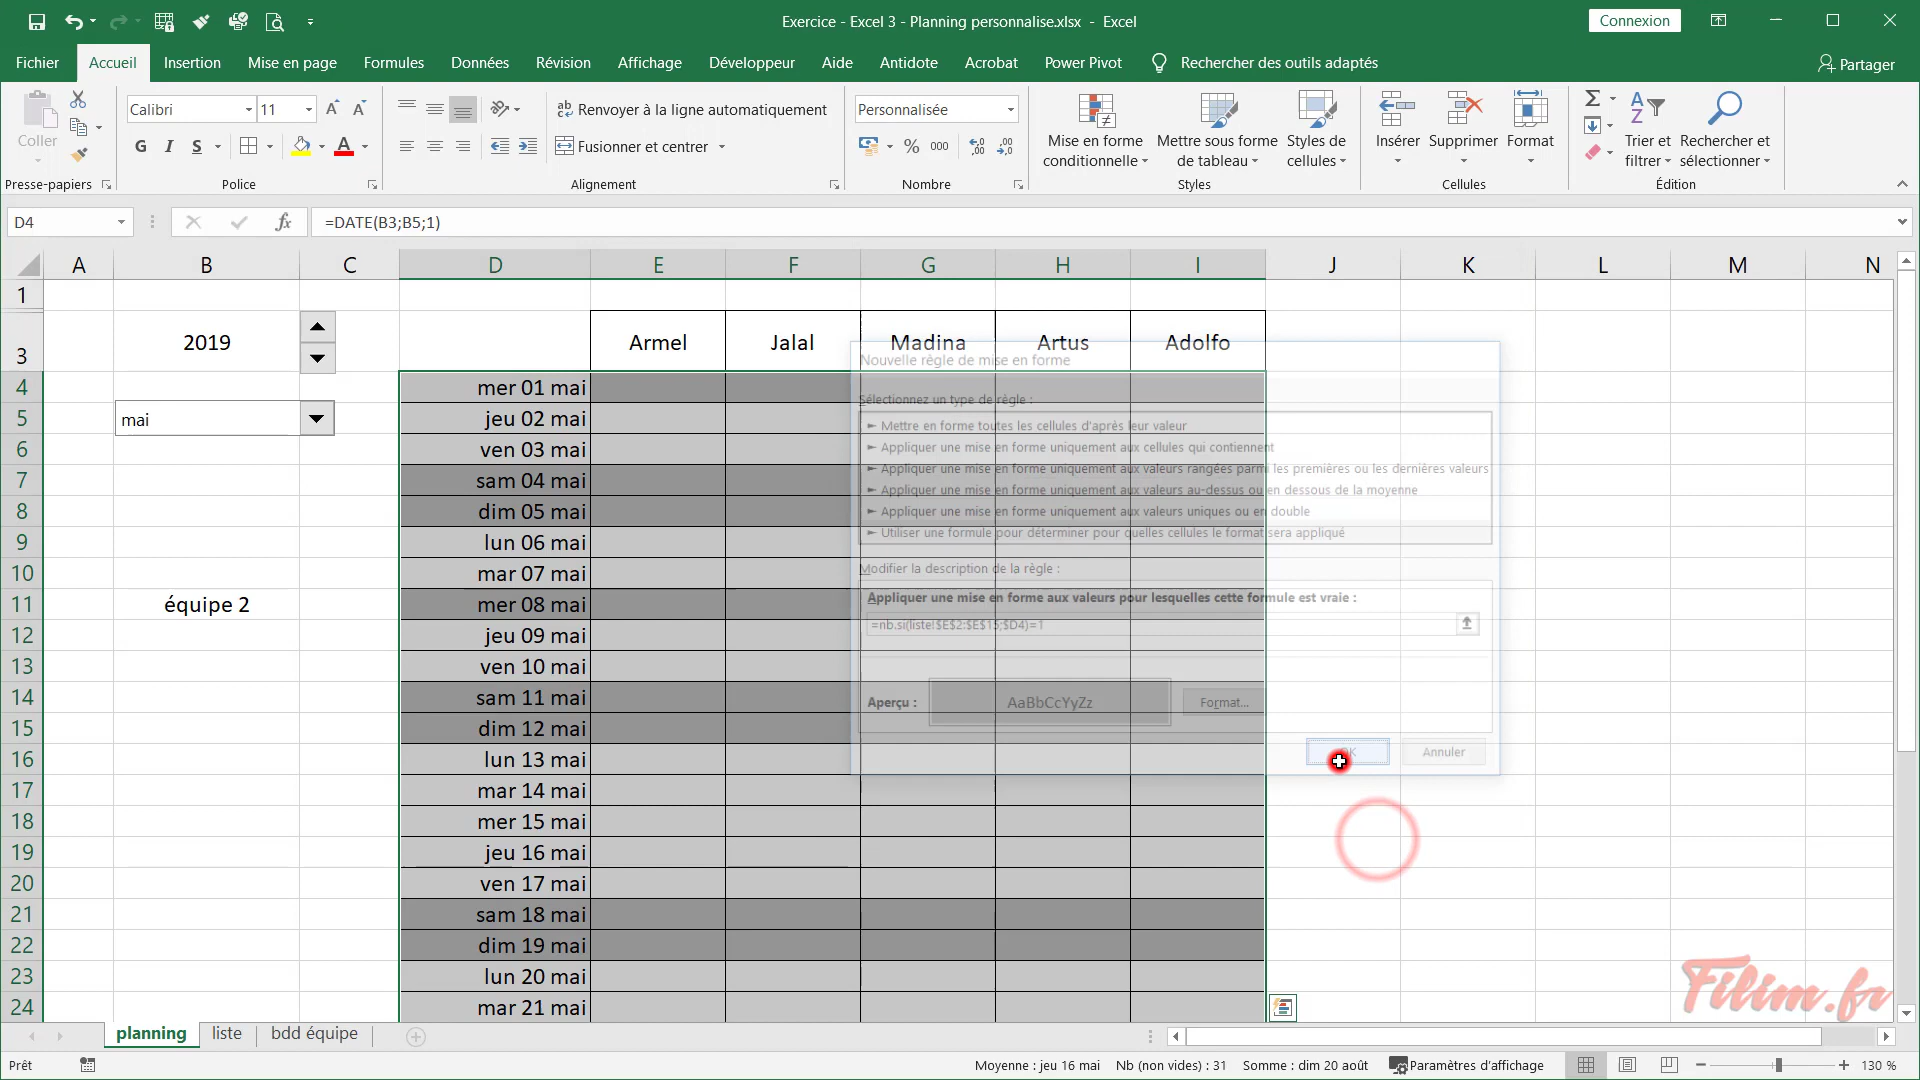 Exercice - Excel 3 - Planning personnalise.xlsx - Excel
Connexion
Fichier Accueil Insertion Mise en page Formules Données Révision Affichage Développeur Aide Antidote Acrobat Power Pivot Rechercher des outils adaptés Partager
Coller
Calibri 11
G I S
Renvoyer à la ligne automatiquement
Fusionner et centrer
Personnalisée
% 000
Mise en forme conditionnelle
Mettre sous forme de tableau
Styles de cellules
Insérer Supprimer Format
Trier et filtrer
Rechercher et sélectionner
Presse-papiers Police Alignement Nombre Styles Cellules Édition
D4 fx =DATE(B3;B5;1)
A B C D E F G H I J K L M N
1
3 2019 Armel Jalal Madina Artus Adolfo
4 mer 01 mai
5 mai jeu 02 mai
6 ven 03 mai
7 sam 04 mai
8 dim 05 mai
9 lun 06 mai
10 mar 07 mai
11 équipe 2 mer 08 mai
12 jeu 09 mai
13 ven 10 mai
14 sam 11 mai
15 dim 12 mai
16 lun 13 mai
17 mar 14 mai
18 mer 15 mai
19 jeu 16 mai
20 ven 17 mai
21 sam 18 mai
22 dim 19 mai
23 lun 20 mai
24 mar 21 mai
Nouvelle règle de mise en forme
Sélectionnez un type de règle :
► Mettre en forme toutes les cellules d'après leur valeur
► Appliquer une mise en forme uniquement aux cellules qui contiennent
► Appliquer une mise en forme uniquement aux valeurs rangées parmi les premières ou les dernières valeurs
► Appliquer une mise en forme uniquement aux valeurs au-dessus ou en dessous de la moyenne
► Appliquer une mise en forme uniquement aux valeurs uniques ou en double
► Utiliser une formule pour déterminer pour quelles cellules le format sera appliqué
Modifier la description de la règle :
Appliquer une mise en forme aux valeurs pour lesquelles cette formule est vraie :
=nb.si(liste!$E$2:$E$15;$D4)=1
Aperçu : AaBbCcYyZz Format...
OK Annuler
Filim.fr
planning liste bdd équipe
Prêt Moyenne : jeu 16 mai Nb (non vides) : 31 Somme : dim 20 août Paramètres d'affichage 130 %